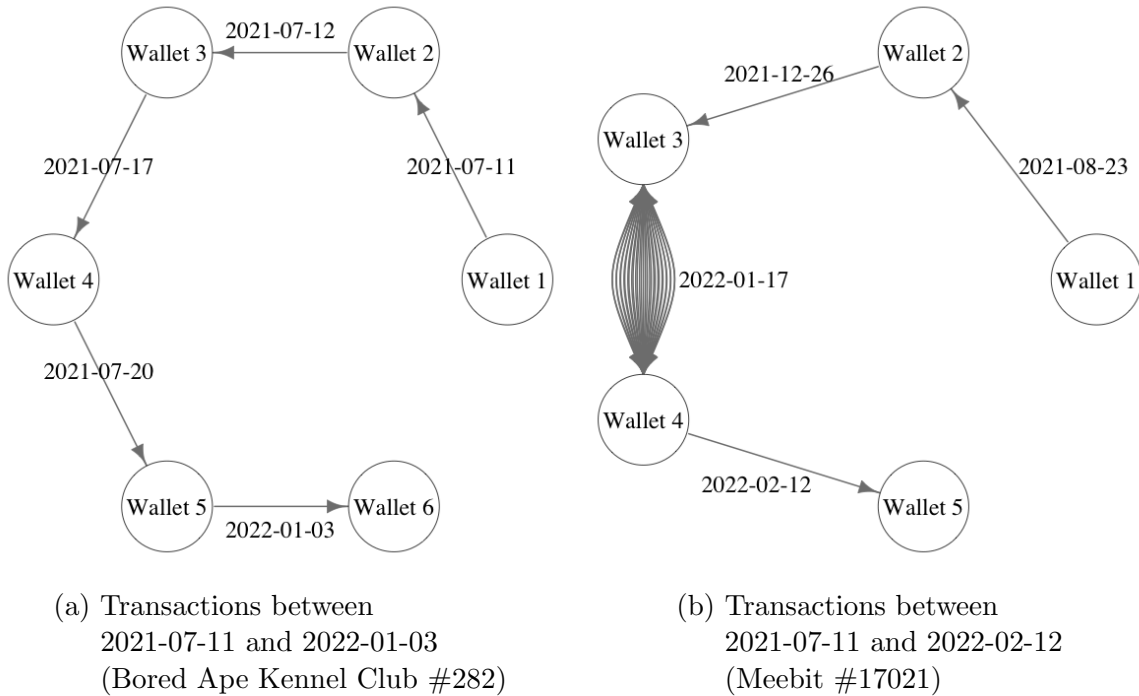 Wallet 3
2021-07-12
Wallet 2
2021-07-17
2021-07-11
Wallet 4
Wallet 1
2021-07-20
Wallet 5
2022-01-03
Wallet 6
(a) Transactions between
2021-07-11 and 2022-01-03
(Bored Ape Kennel Club #282)
Wallet 2
2021-12-26
Wallet 3
2021-08-23
2022-01-17
Wallet 1
Wallet 4
2022-02-12
Wallet 5
(b) Transactions between
2021-07-11 and 2022-02-12
(Meebit #17021)